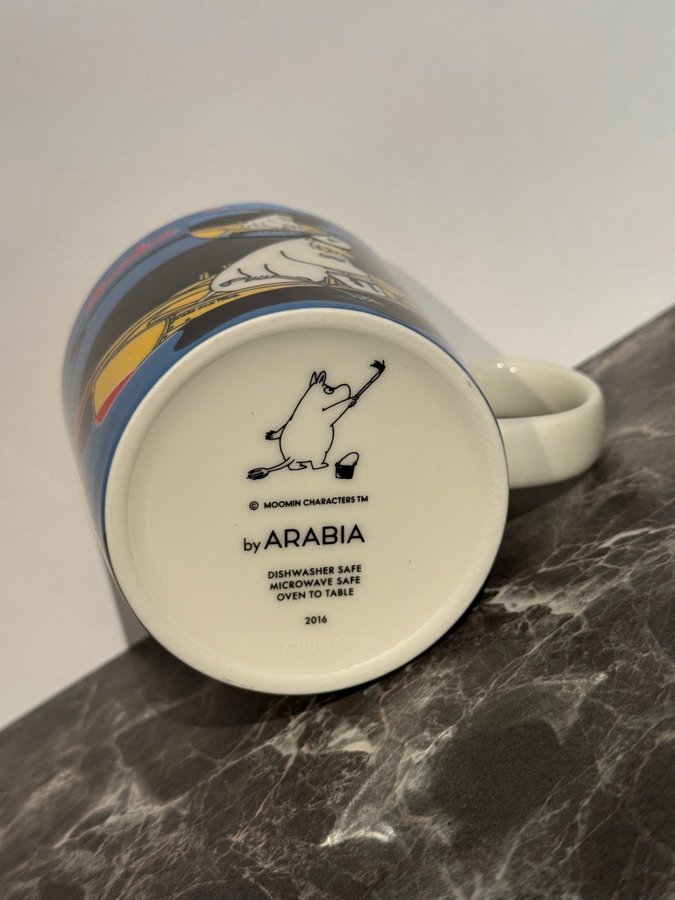 © MOOMIN CHARACTERS TM
by ARABIA
DISHWASHER SAFE
MICROWAVE SAFE
OVEN TO TABLE
2016